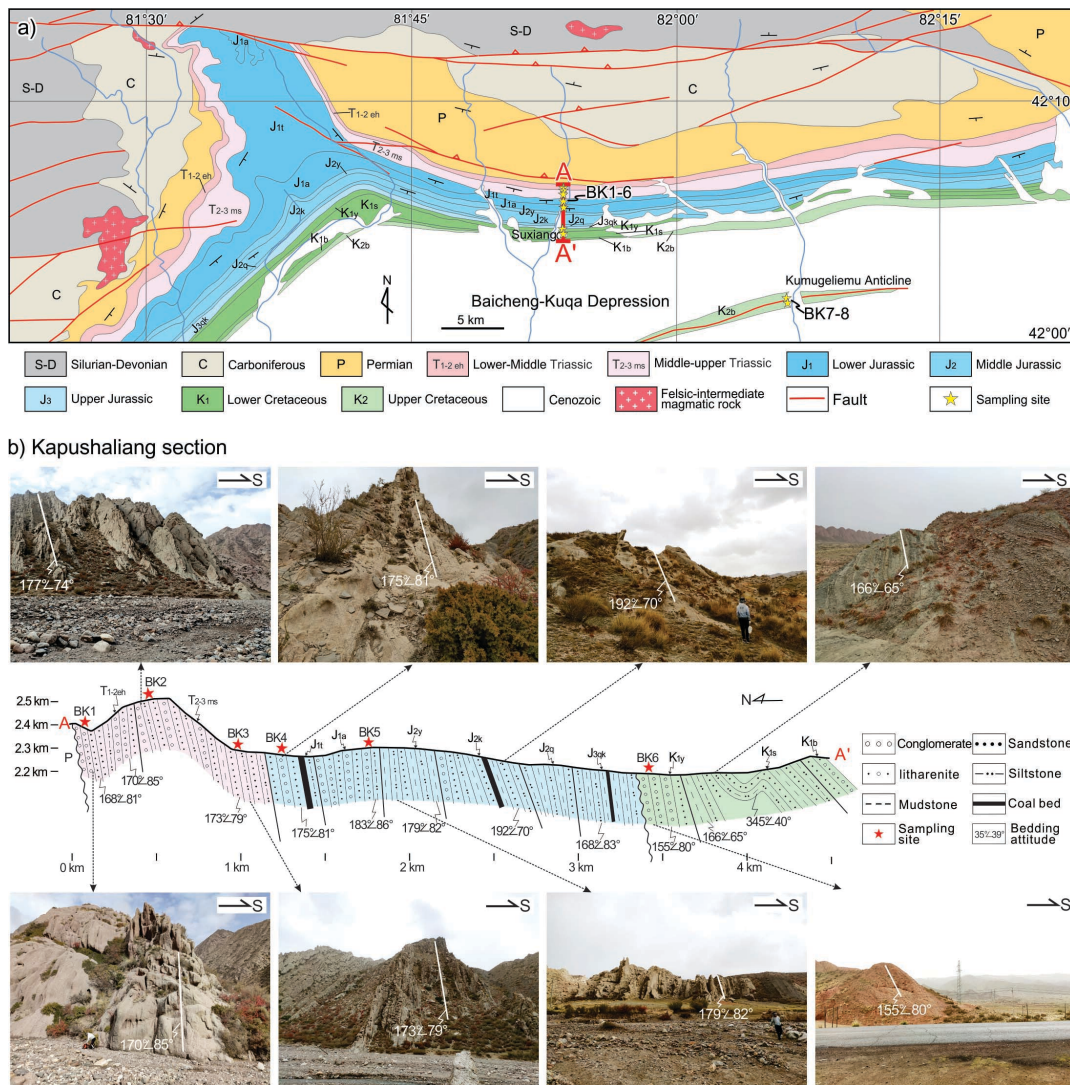 a)
81°30′ 81°45′ 82°00′ 82°15′
J1a
S-D
P
C
S-D
C
C
42°10′
P
T1-2 eh
J1t
T2-3 ms
T1-2 eh
J2y
A
J1a
J1t
BK1-6
J1a
J2k
K1s
T2-3 ms
J2y
K1y
J2k
J2q
J3qk
K1y
K1s
K2b
K1b
K2b
Suxiang
K1b
A'
J2q
C
N
Baicheng-Kuqa Depression
Kumugeliemu Anticline
K2b
BK7-8
J3qk
5 km
42°00′
S-D Silurian-Devonian
C Carboniferous
P Permian
T1-2 eh Lower-Middle Triassic
T2-3 ms Middle-upper Triassic
J1 Lower Jurassic
J2 Middle Jurassic
J3 Upper Jurassic
K1 Lower Cretaceous
K2 Upper Cretaceous
Cenozoic
Felsic-intermediate
magmatic rock
Fault
Sampling site
b) Kapushaliang section
S
S
S
S
177°∠74°
175°∠81°
192°∠70°
166°∠65°
2.5 km
2.4 km
2.3 km
2.2 km
A
P
BK1
T1-2eh
BK2
T2-3 ms
BK3
BK4
J1t
J1a
BK5
J2y
J2k
J2q
J3qk
BK6
K1y
K1s
K1b
A'
N
168°∠81°
170°∠85°
173°∠79°
175°∠81°
183°∠86°
179°∠82°
192°∠70°
168°∠83°
155°∠80°
166°∠65°
345°∠40°
0 km 1 km 2 km 3 km 4 km
Conglomerate
Sandstone
litharenite
Siltstone
Mudstone
Coal bed
Sampling
site
35°∠39°
Bedding
attitude
S
S
S
S
170°∠85°
173°∠79°
179°∠82°
155°∠80°